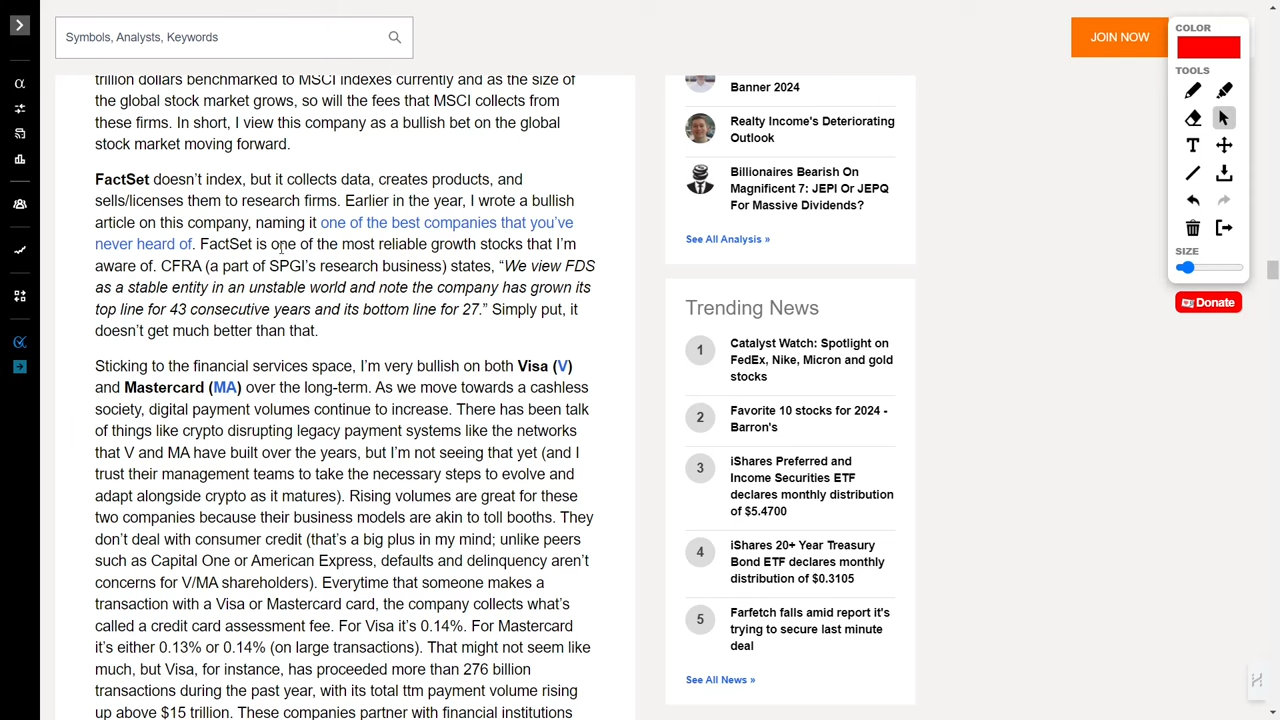 Symbols, Analysts, Keywords
JOIN NOW
COLOR
TOOLS
SIZE
Donate
trillion dollars benchmarked to MSCI indexes currently and as the size of
the global stock market grows, so will the fees that MSCI collects from
these firms. In short, I view this company as a bullish bet on the global
stock market moving forward.
FactSet doesn’t index, but it collects data, creates products, and
sells/licenses them to research firms. Earlier in the year, I wrote a bullish
article on this company, naming it one of the best companies that you’ve
never heard of. FactSet is one of the most reliable growth stocks that I’m
aware of. CFRA (a part of SPGI’s research business) states, “We view FDS
as a stable entity in an unstable world and note the company has grown its
top line for 43 consecutive years and its bottom line for 27.” Simply put, it
doesn’t get much better than that.
Sticking to the financial services space, I’m very bullish on both Visa (V)
and Mastercard (MA) over the long-term. As we move towards a cashless
society, digital payment volumes continue to increase. There has been talk
of things like crypto disrupting legacy payment systems like the networks
that V and MA have built over the years, but I’m not seeing that yet (and I
trust their management teams to take the necessary steps to evolve and
adapt alongside crypto as it matures). Rising volumes are great for these
two companies because their business models are akin to toll booths. They
don’t deal with consumer credit (that’s a big plus in my mind; unlike peers
such as Capital One or American Express, defaults and delinquency aren’t
concerns for V/MA shareholders). Everytime that someone makes a
transaction with a Visa or Mastercard card, the company collects what’s
called a credit card assessment fee. For Visa it’s 0.14%. For Mastercard
it’s either 0.13% or 0.14% (on large transactions). That might not seem like
much, but Visa, for instance, has proceeded more than 276 billion
transactions during the past year, with its total ttm payment volume rising
up above $15 trillion. These companies partner with financial institutions
Banner 2024
Realty Income's Deteriorating
Outlook
Billionaires Bearish On
Magnificent 7: JEPI Or JEPQ
For Massive Dividends?
See All Analysis »
Trending News
1
Catalyst Watch: Spotlight on
FedEx, Nike, Micron and gold
stocks
2
Favorite 10 stocks for 2024 -
Barron's
3
iShares Preferred and
Income Securities ETF
declares monthly distribution
of $5.4700
4
iShares 20+ Year Treasury
Bond ETF declares monthly
distribution of $0.3105
5
Farfetch falls amid report it's
trying to secure last minute
deal
See All News »